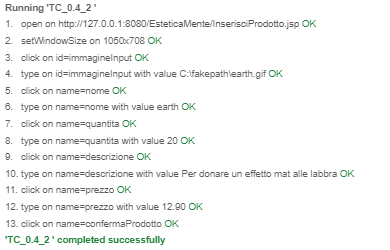 Running 'TC_0.4_2 '
1. open on http://127.0.0.1:8080/EsteticaMente/InserisciProdotto.jsp OK
2. setWindowSize on 1050x708 OK
3. click on id=immagineInput OK
4. type on id=immagineInput with value C:\fakepath\earth.gif OK
5. click on name=nome OK
6. type on name=nome with value earth OK
7. click on name=quantita OK
8. type on name=quantita with value 20 OK
9. click on name=descrizione OK
10. type on name=descrizione with value Per donare un effetto mat alle labbra OK
11. click on name=prezzo OK
12. type on name=prezzo with value 12.90 OK
13. click on name=confermaProdotto OK
'TC_0.4_2 ' completed successfully